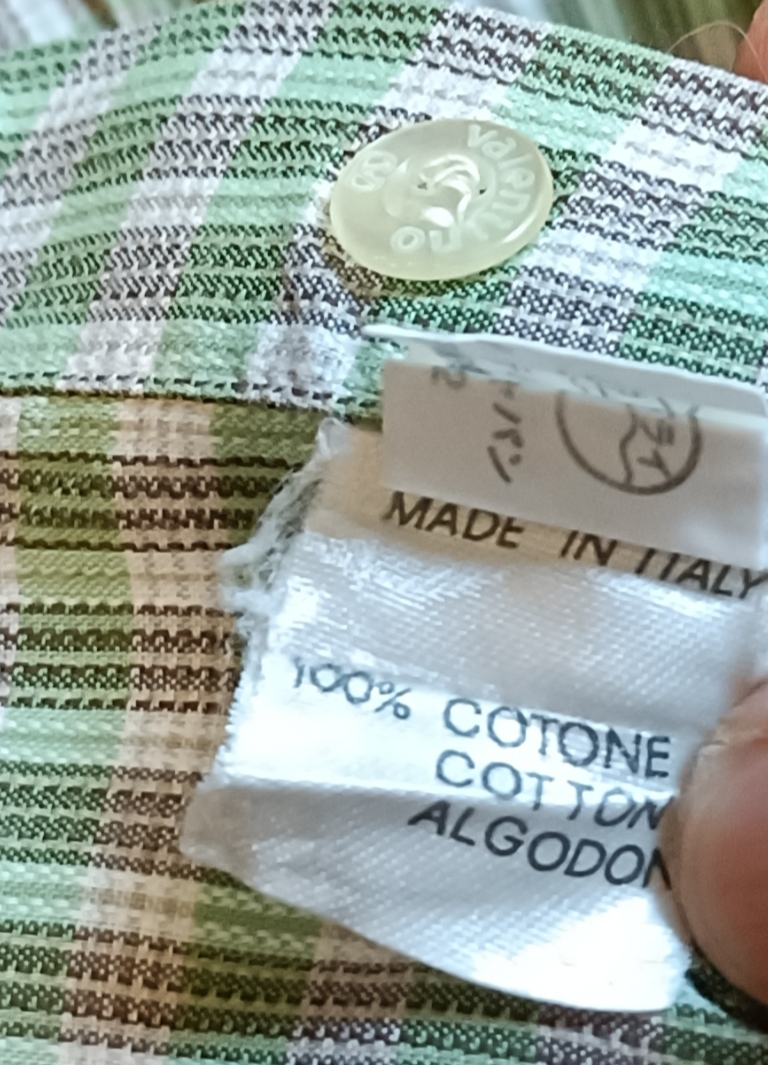 valentino
MADE IN ITALY
100% COTONE
COTTON
ALGODON